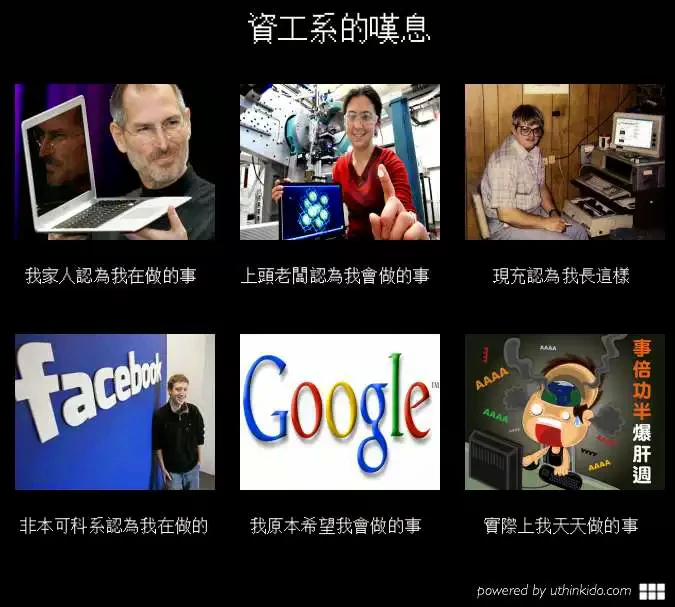 資工系的嘆息
我家人認為我在做的事
上頭老闆認為我會做的事
現充認為我長這樣
facebook
Google™
AAAA
AAAA
AAAA
AAAA
AAAA
事倍功半
爆肝週
非本可科系認為我在做的
我原本希望我會做的事
實際上我天天做的事
powered by uthinkido.com